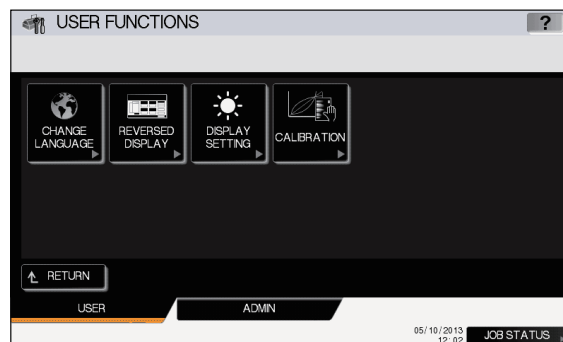 USER FUNCTIONS
?
CHANGE
LANGUAGE
REVERSED
DISPLAY
DISPLAY
SETTING
CALIBRATION
RETURN
USER
ADMIN
05/10/2013
12:02
JOB STATUS